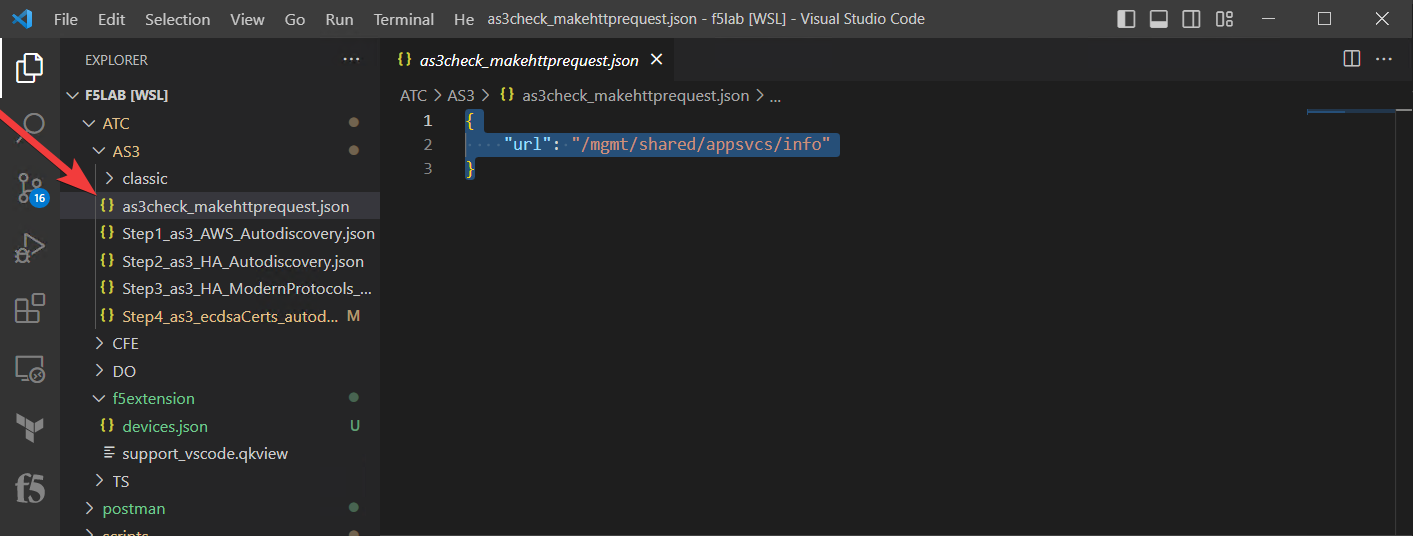 File Edit Selection View Go Run Terminal He as3check_makehttprequest.json - f5lab [WSL] - Visual Studio Code
EXPLORER
F5LAB [WSL]
ATC
AS3
classic
as3check_makehttprequest.json
Step1_as3_AWS_Autodiscovery.json
Step2_as3_HA_Autodiscovery.json
Step3_as3_HA_ModernProtocols_...
Step4_as3_ecdsaCerts_autod... M
CFE
DO
f5extension
devices.json U
support_vscode.qkview
TS
postman
scripts
16
f5
as3check_makehttprequest.json
ATC > AS3 > {} as3check_makehttprequest.json > ...
1 {
2 "url": "/mgmt/shared/appsvcs/info"
3 }